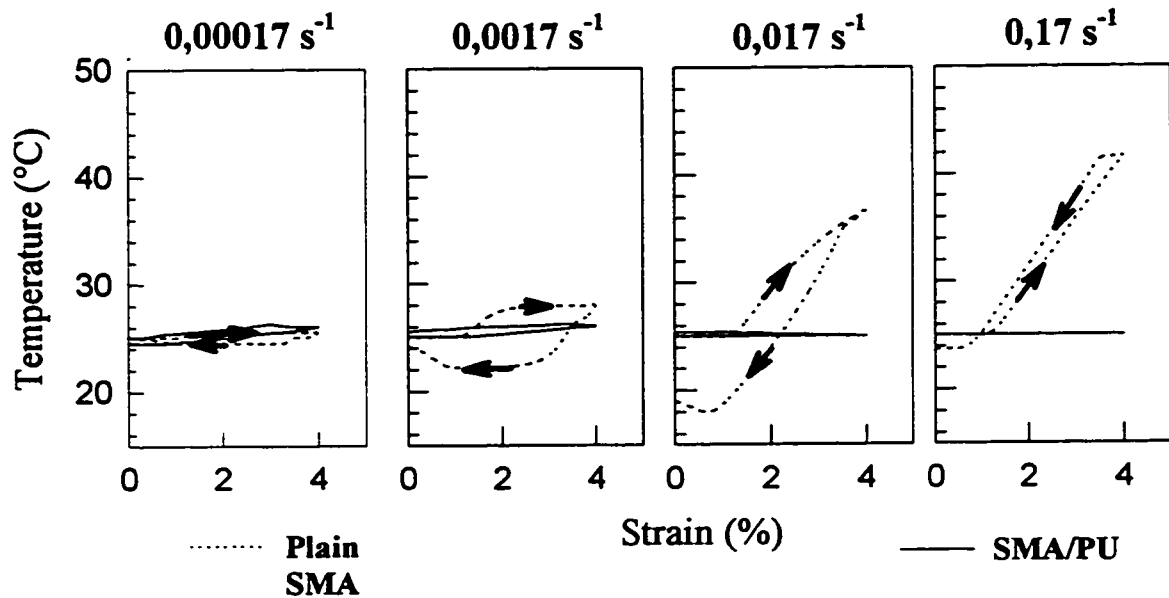 0,00017 s⁻¹ 0,0017 s⁻¹ 0,017 s⁻¹ 0,17 s⁻¹
50
40
30
20
Temperature (°C)
0 2 4 0 2 4 0 2 4 0 2 4
Strain (%)
Plain
SMA
SMA/PU